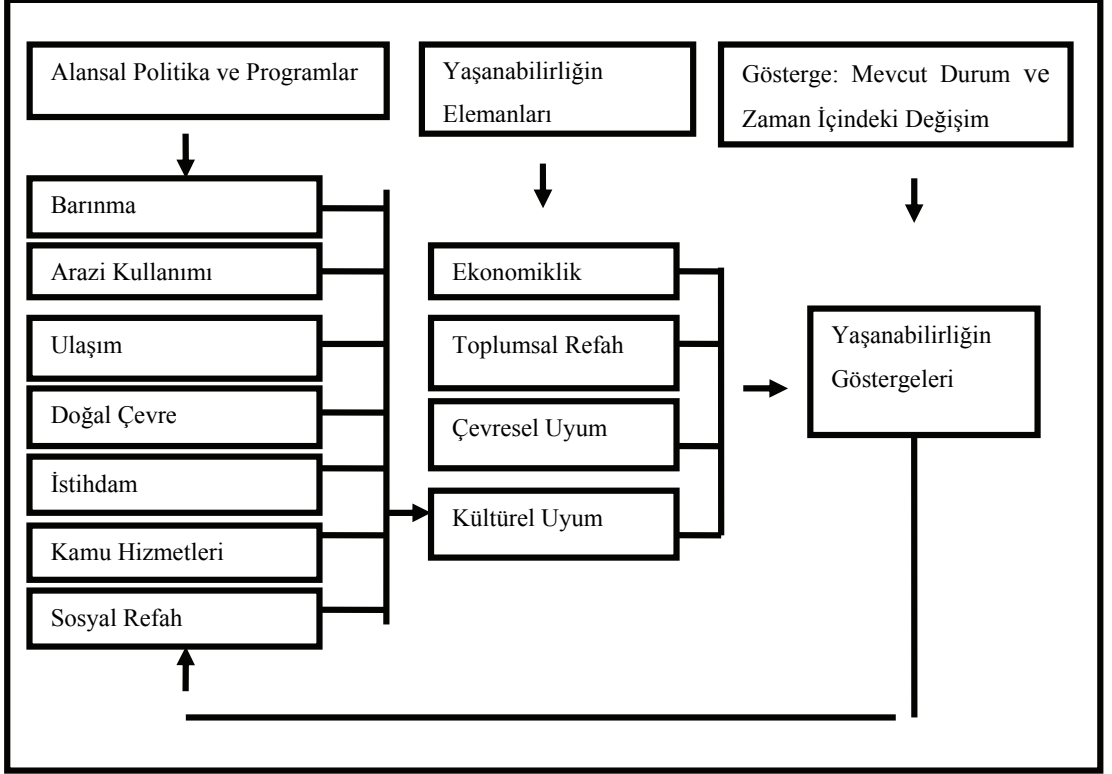 Alansal Politika ve Programlar
Yaşanabilirliğin
Elemanları
Gösterge: Mevcut Durum ve
Zaman İçindeki Değişim
Barınma
Arazi Kullanımı
Ulaşım
Doğal Çevre
İstihdam
Kamu Hizmetleri
Sosyal Refah
Ekonomiklik
Toplumsal Refah
Çevresel Uyum
Kültürel Uyum
Yaşanabilirliğin
Göstergeleri